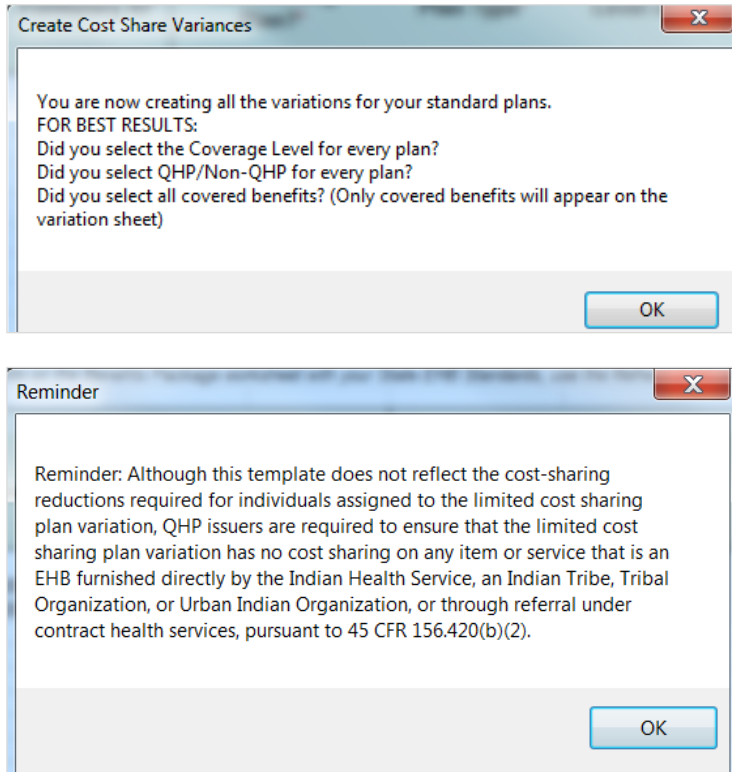 Create Cost Share Variances
You are now creating all the variations for your standard plans.
FOR BEST RESULTS:
Did you select the Coverage Level for every plan?
Did you select QHP/Non-QHP for every plan?
Did you select all covered benefits? (Only covered benefits will appear on the
variation sheet)
OK
Reminder
Reminder: Although this template does not reflect the cost-sharing
reductions required for individuals assigned to the limited cost sharing
plan variation, QHP issuers are required to ensure that the limited cost
sharing plan variation has no cost sharing on any item or service that is an
EHB furnished directly by the Indian Health Service, an Indian Tribe, Tribal
Organization, or Urban Indian Organization, or through referral under
contract health services, pursuant to 45 CFR 156.420(b)(2).
OK